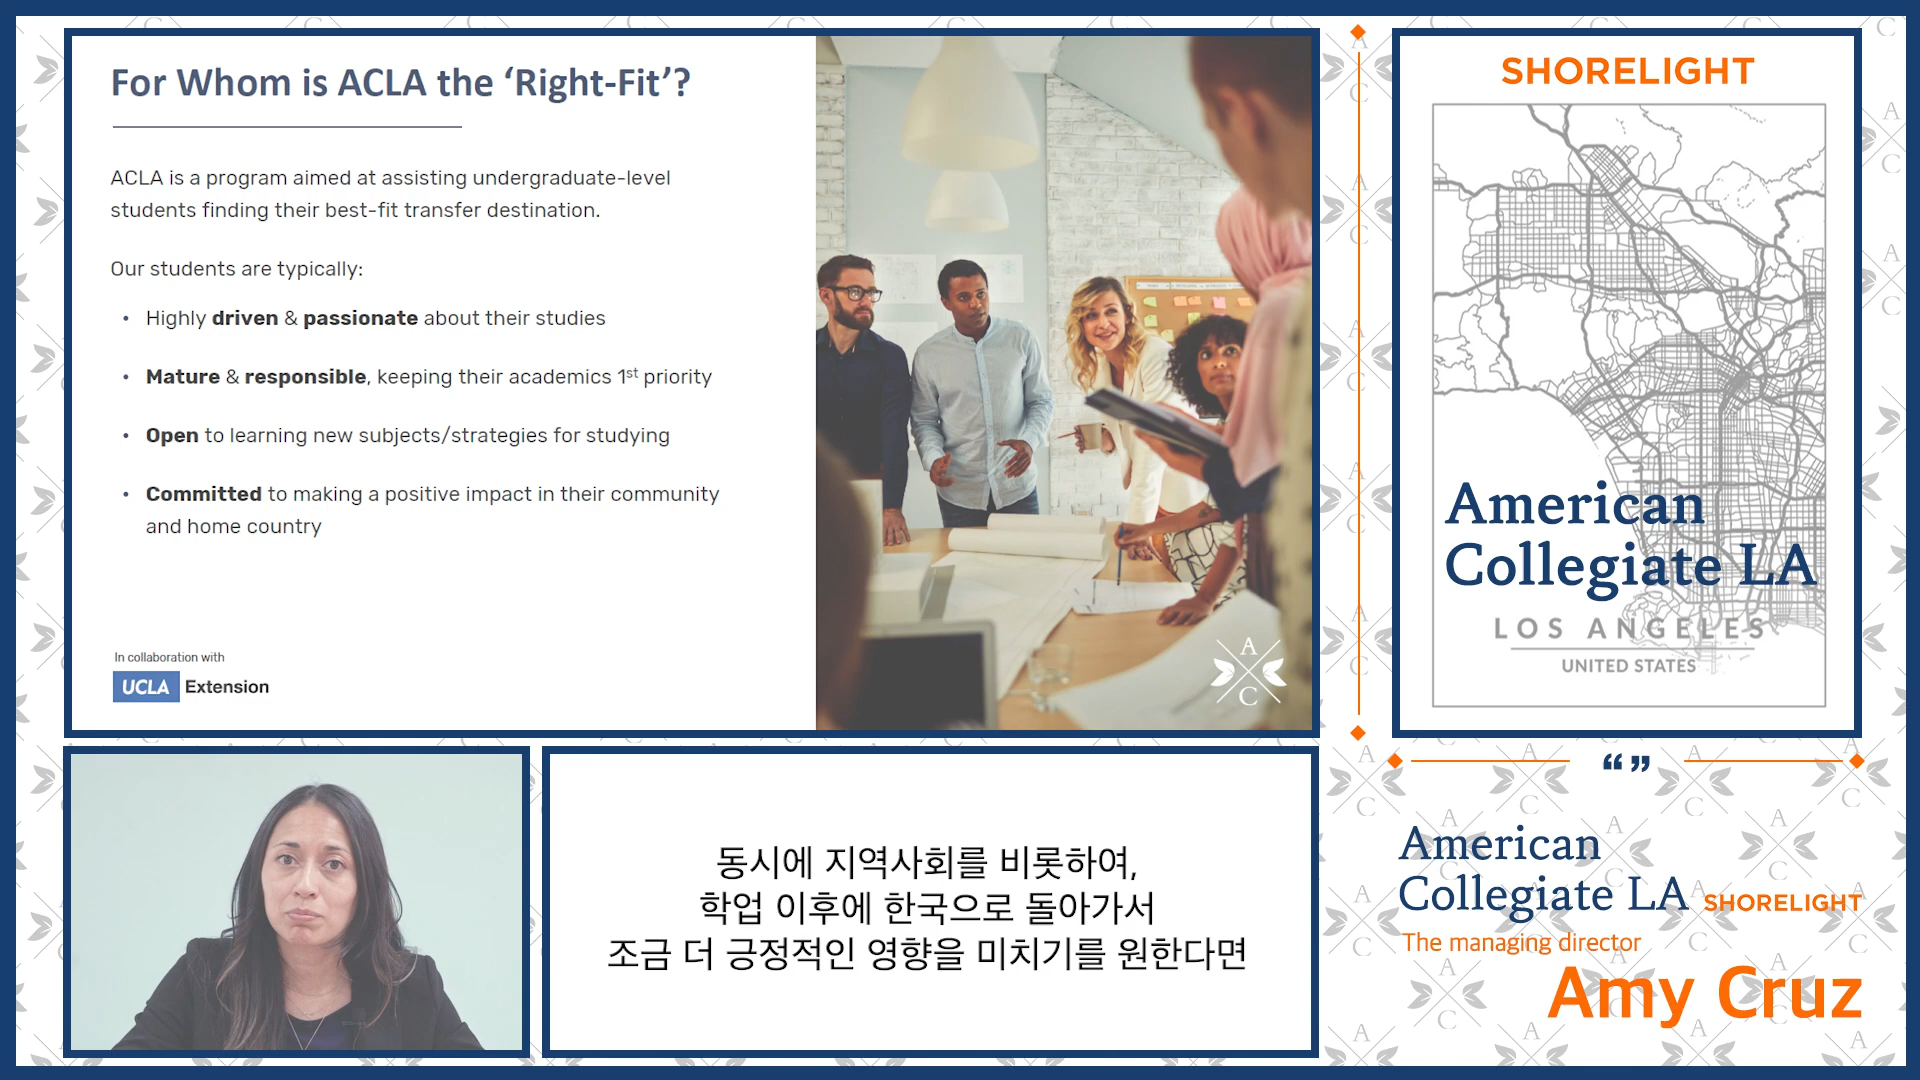 For Whom is ACLA the ‘Right-Fit’?
ACLA is a program aimed at assisting undergraduate-level
students finding their best-fit transfer destination.
Our students are typically:
• Highly driven & passionate about their studies
• Mature & responsible, keeping their academics 1st priority
• Open to learning new subjects/strategies for studying
• Committed to making a positive impact in their community
and home country
In collaboration with
UCLA Extension
A
C
SHORELIGHT
American
Collegiate LA
LOS ANGELES
UNITED STATES
동시에 지역사회를 비롯하여,
학업 이후에 한국으로 돌아가서
조금 더 긍정적인 영향을 미치기를 원한다면
“ ”
American
Collegiate LA SHORELIGHT
The managing director
Amy Cruz